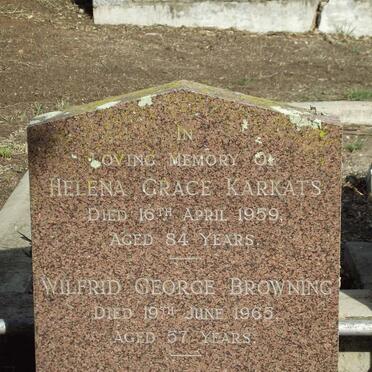 In
Loving Memory Of
Helena Grace Karkats
Died 16th April 1959,
Aged 84 Years.
Wilfrid George Browning
Died 19th June 1965
Aged 57 Years.